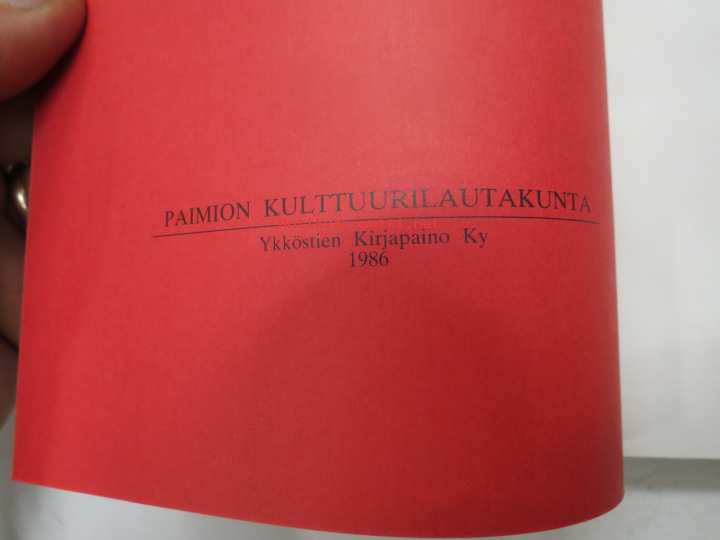 PAIMION KULTTUURILAUTAKUNTA
Ykköstien Kirjapaino Ky
1986